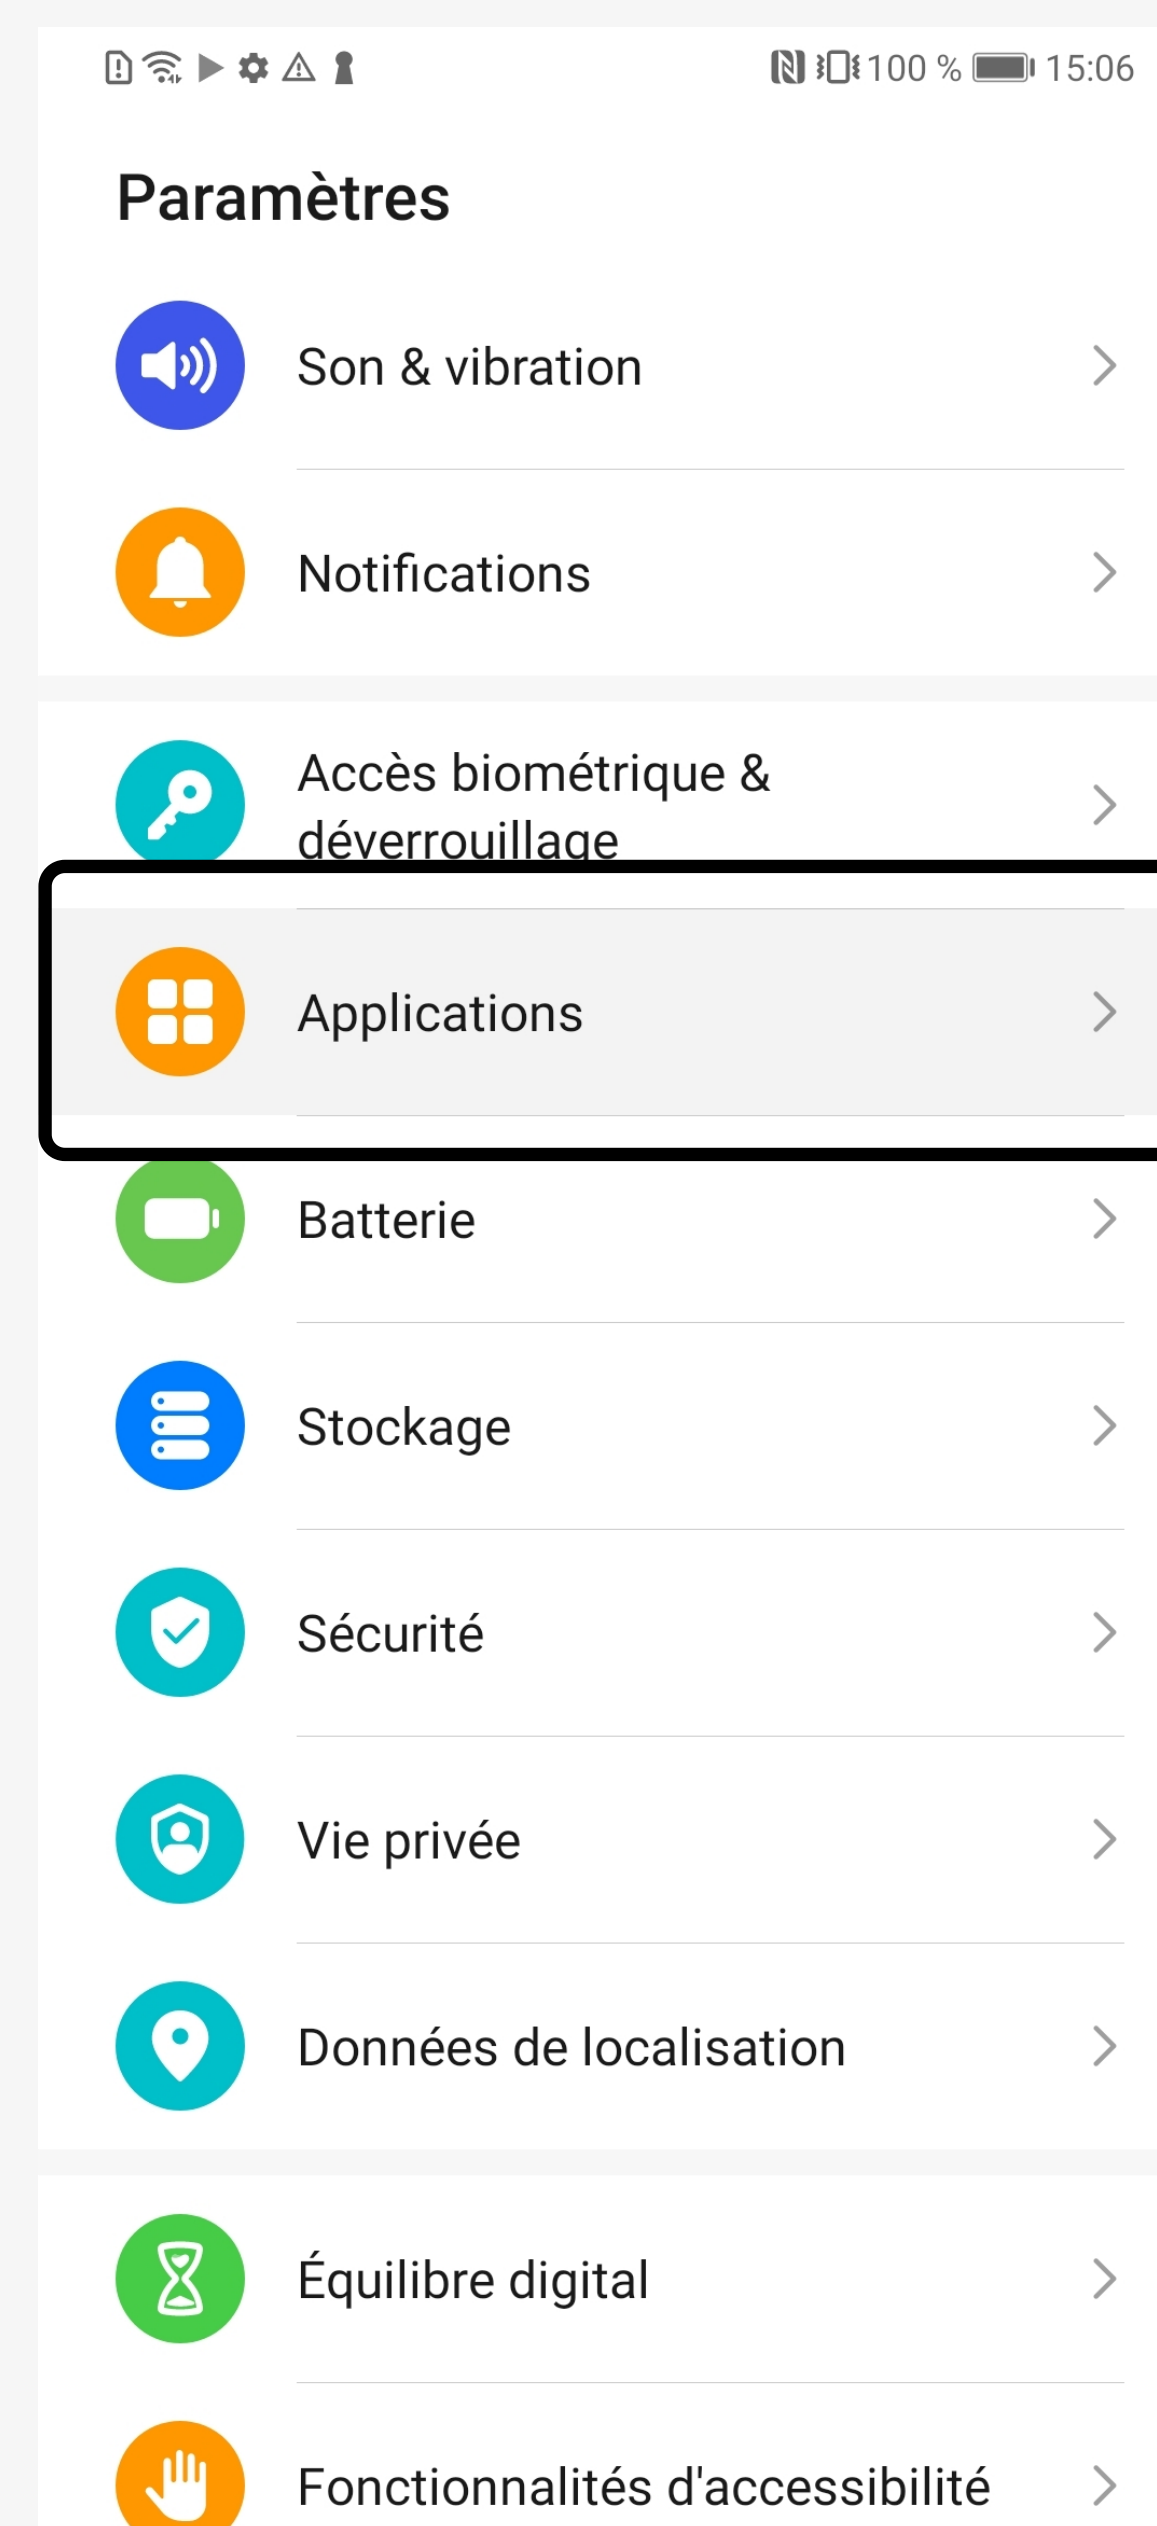 100 % 15:06
Paramètres
Son & vibration
Notifications
Accès biométrique &
déverrouillage
Applications
Batterie
Stockage
Sécurité
Vie privée
Données de localisation
Équilibre digital
Fonctionnalités d'accessibilité